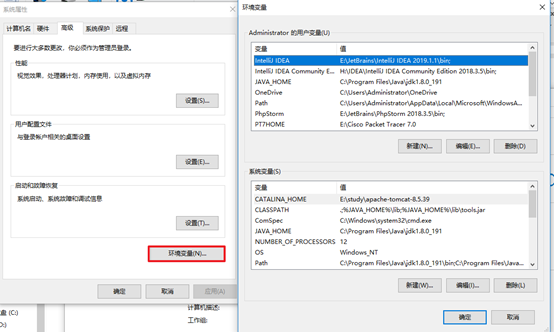 系统属性
计算机名 硬件 高级 系统保护 远程
要进行大多数更改，你必须作为管理员登录。
性能
视觉效果，处理器计划，内存使用，以及虚拟内存
设置(S)...
用户配置文件
与登录帐户相关的桌面设置
设置(E)...
启动和故障恢复
系统启动、系统故障和调试信息
设置(T)...
环境变量(N)...
确定 取消 应用(A)
盘 (C:)
计算机描述:
工作组:
环境变量
Administrator 的用户变量(U)
变量 值
IntelliJ IDEA E:\JetBrains\IntelliJ IDEA 2019.1.1\bin;
IntelliJ IDEA Community E... H:\IDEA\IntelliJ IDEA Community Edition 2018.3.5\bin;
JAVA_HOME C:\Program Files\Java\jdk1.8.0_191
OneDrive C:\Users\Administrator\OneDrive
Path C:\Users\Administrator\AppData\Local\Microsoft\WindowsA...
PhpStorm E:\JetBrains\PhpStorm 2018.3.5\bin;
PT7HOME E:\Cisco Packet Tracer 7.0
新建(N)... 编辑(E)... 删除(D)
系统变量(S)
变量 值
CATALINA_HOME E:\study\apache-tomcat-8.5.39
CLASSPATH .;%JAVA_HOME%\lib;%JAVA_HOME%\lib\tools.jar
ComSpec C:\Windows\system32\cmd.exe
JAVA_HOME C:\Program Files\Java\jdk1.8.0_191
NUMBER_OF_PROCESSORS 12
OS Windows_NT
Path C:\Program Files\Java\jdk1.8.0_191\bin;C:\Program Files\Java...
新建(W)... 编辑(I)... 删除(L)
确定 取消